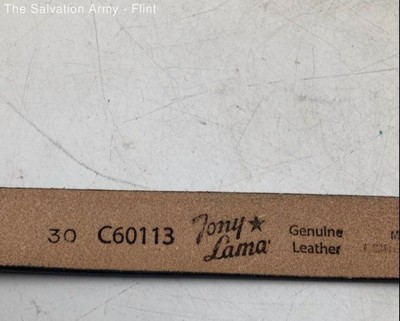 The Salvation Army - Flint
30 C60113 Tony Lama Genuine Leather